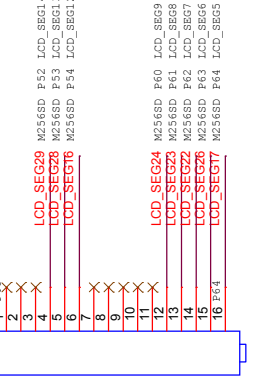 M256SD P52 LCD_SEG1
M256SD P53 LCD_SEG1
M256SD P54 LCD_SEG1
M256SD P60 LCD_SEG9
M256SD P61 LCD_SEG8
M256SD P62 LCD_SEG7
M256SD P63 LCD_SEG6
M256SD P64 LCD_SEG5
LCD_SEG29
LCD_SEG28
LCD_SEG16
LCD_SEG24
LCD_SEG23
LCD_SEG22
LCD_SEG26
LCD_SEG17
P64
1
2
3
4
5
6
7
8
9
10
11
12
13
14
15
16